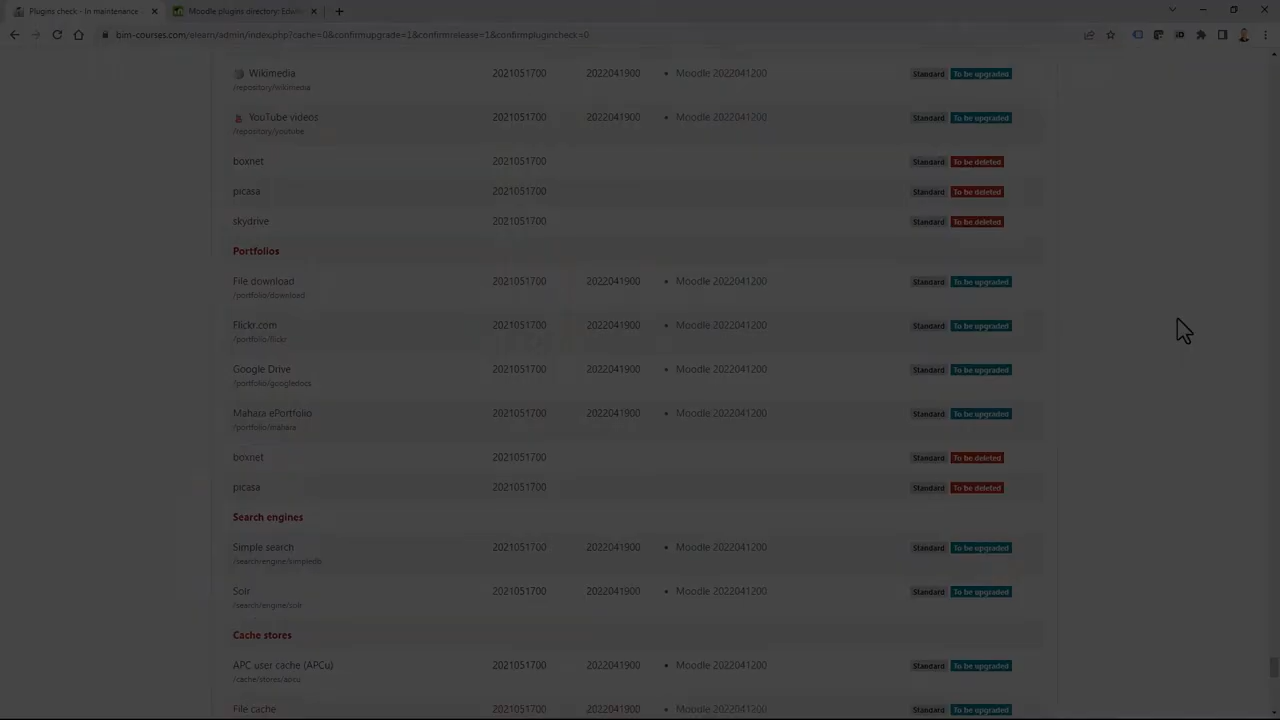 Plugins check - In maintenance
Moodle plugins directory: Edwi
bim-courses.com/elearn/admin/index.php?cache=0&confirmupgrade=1&confirmrelease=1&confirmplugincheck=0
Wikimedia 2021051700 2022041900 • Moodle 2022041200 Standard To be upgraded
/repository/wikimedia
YouTube videos 2021051700 2022041900 • Moodle 2022041200 Standard To be upgraded
/repository/youtube
boxnet 2021051700 Standard To be deleted
picasa 2021051700 Standard To be deleted
skydrive 2021051700 Standard To be deleted
Portfolios
File download 2021051700 2022041900 • Moodle 2022041200 Standard To be upgraded
/portfolio/download
Flickr.com 2021051700 2022041900 • Moodle 2022041200 Standard To be upgraded
/portfolio/flickr
Google Drive 2021051700 2022041900 • Moodle 2022041200 Standard To be upgraded
/portfolio/googledocs
Mahara ePortfolio 2021051700 2022041900 • Moodle 2022041200 Standard To be upgraded
/portfolio/mahara
boxnet 2021051700 Standard To be deleted
picasa 2021051700 Standard To be deleted
Search engines
Simple search 2021051700 2022041900 • Moodle 2022041200 Standard To be upgraded
/search/engine/simpledb
Solr 2021051700 2022041900 • Moodle 2022041200 Standard To be upgraded
/search/engine/solr
Cache stores
APC user cache (APCu) 2021051700 2022041900 • Moodle 2022041200 Standard To be upgraded
/cache/stores/apcu
File cache 2021051700 2022041900 • Moodle 2022041200 Standard To be upgraded